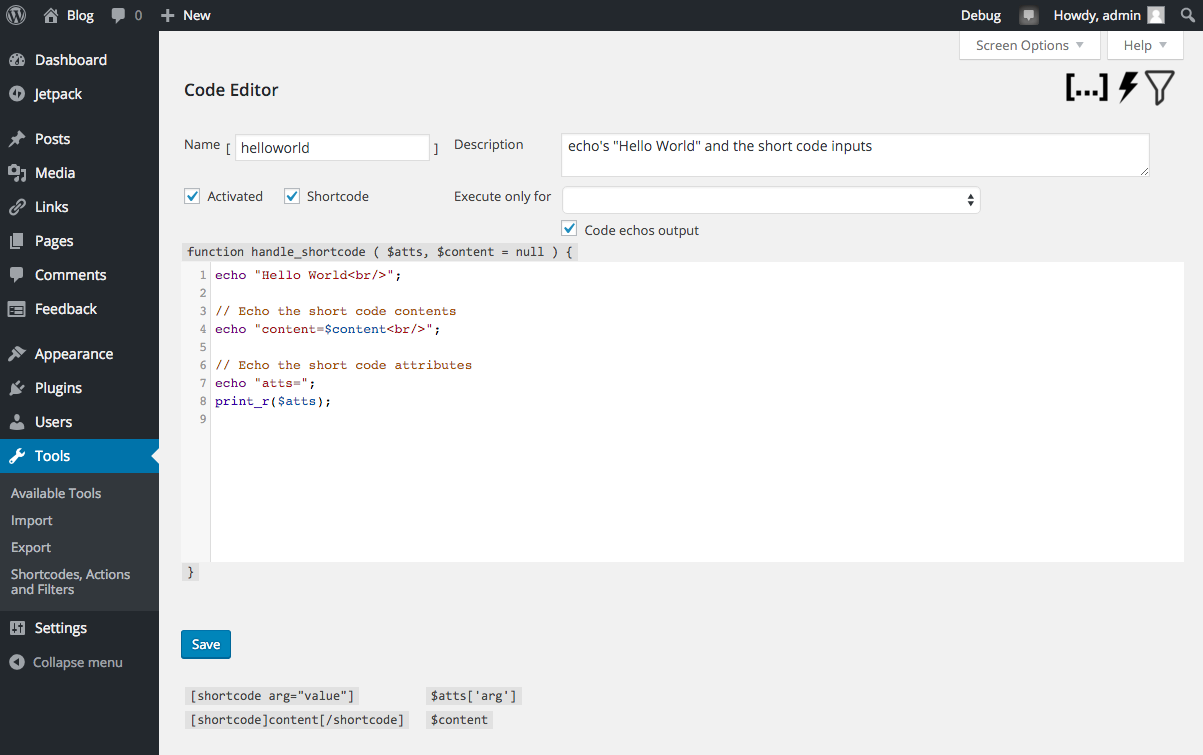 Blog 0 New Debug Howdy, admin
Screen Options Help
Dashboard
Jetpack
Posts
Media
Links
Pages
Comments
Feedback
Appearance
Plugins
Users
Tools
Available Tools
Import
Export
Shortcodes, Actions
and Filters
Settings
Collapse menu
Code Editor
[...]
Name [ helloworld ] Description echo's "Hello World" and the short code inputs
Activated Shortcode Execute only for
Code echos output
function handle_shortcode ( $atts, $content = null ) {
1 echo "Hello World<br/>";
2
3 // Echo the short code contents
4 echo "content=$content<br/>";
5
6 // Echo the short code attributes
7 echo "atts=";
8 print_r($atts);
9
}
Save
[shortcode arg="value"] $atts['arg']
[shortcode]content[/shortcode] $content